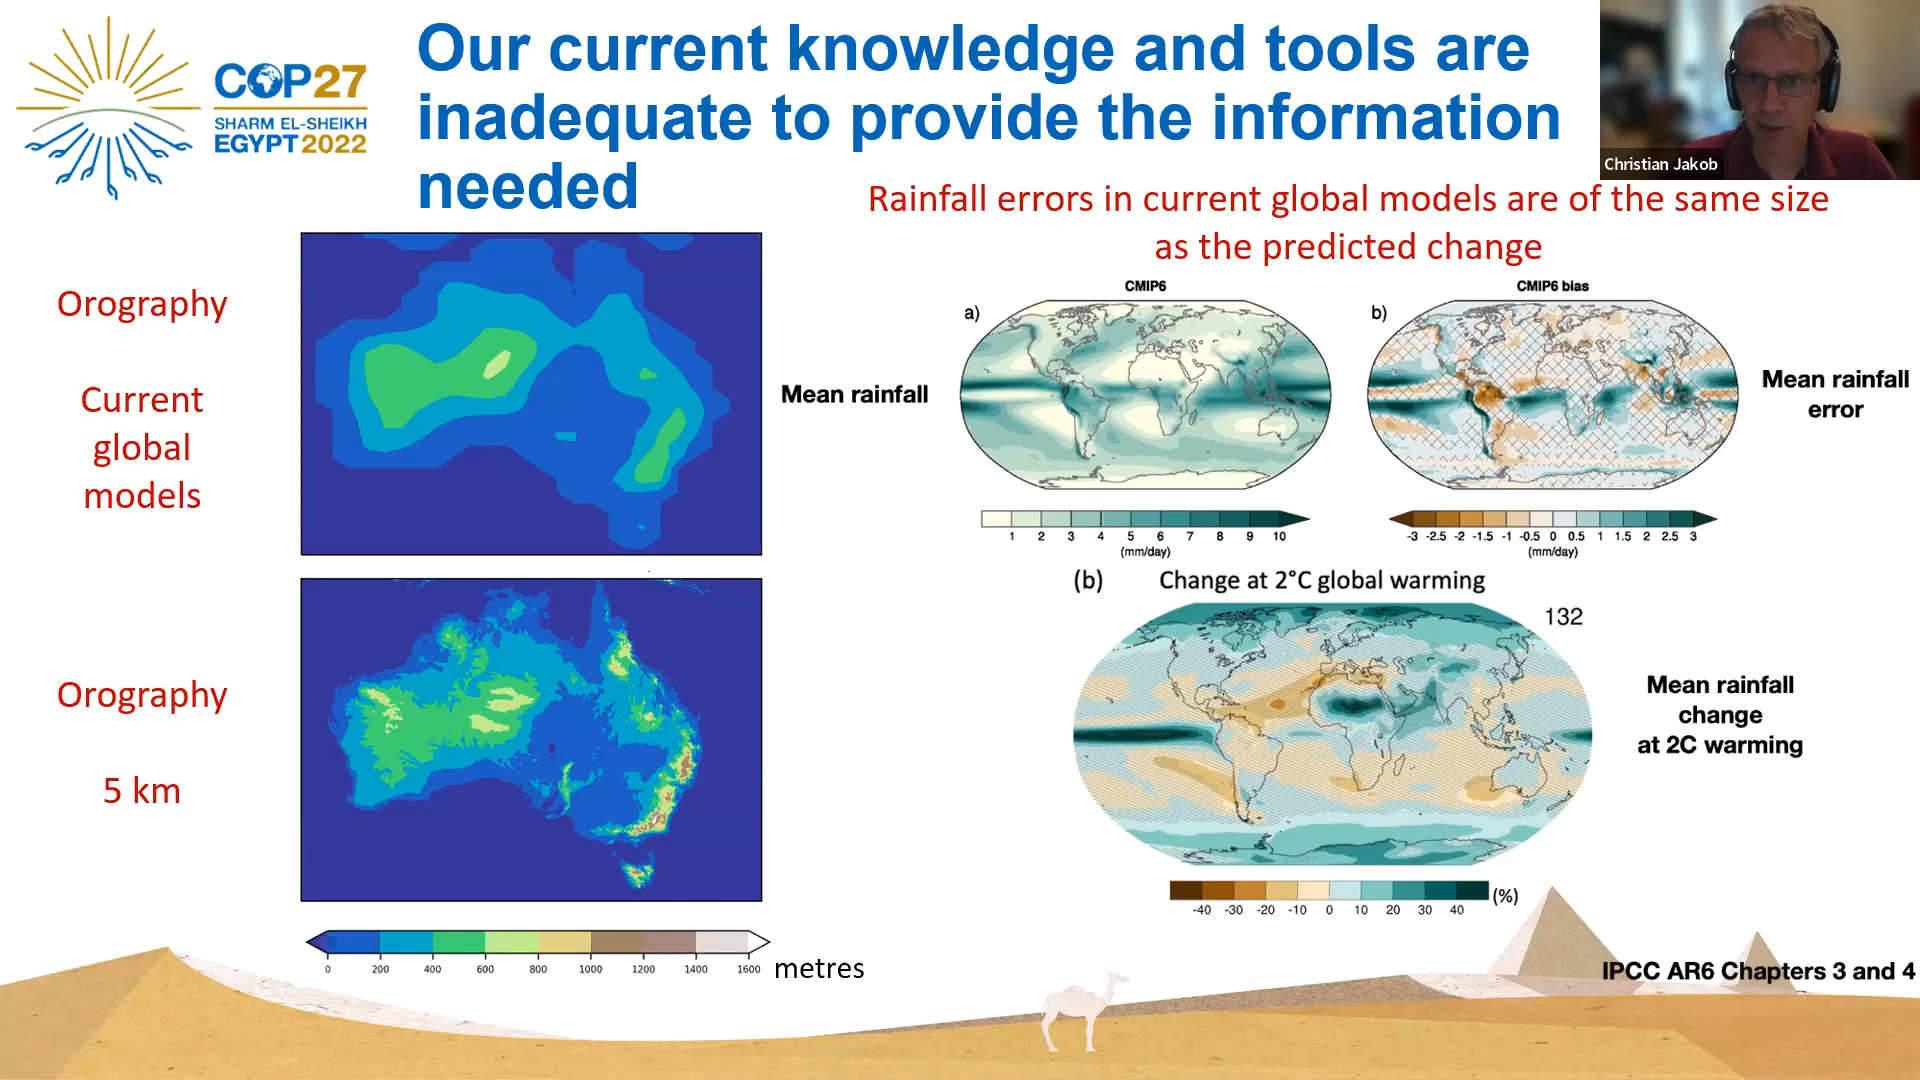 COP27
SHARM EL-SHEIKH
EGYPT 2022
Our current knowledge and tools are
inadequate to provide the information
needed
Christian Jakob
Rainfall errors in current global models are of the same size
as the predicted change
Orography
Current
global
models
Orography
5 km
0 200 400 600 800 1000 1200 1400 1600
metres
Mean rainfall
CMIP6
a)
1 2 3 4 5 6 7 8 9 10
(mm/day)
CMIP6 bias
b)
-3 -2.5 -2 -1.5 -1 -0.5 0 0.5 1 1.5 2 2.5 3
(mm/day)
Mean rainfall
error
(b) Change at 2°C global warming
132
-40 -30 -20 -10 0 10 20 30 40
(%)
Mean rainfall
change
at 2C warming
IPCC AR6 Chapters 3 and 4